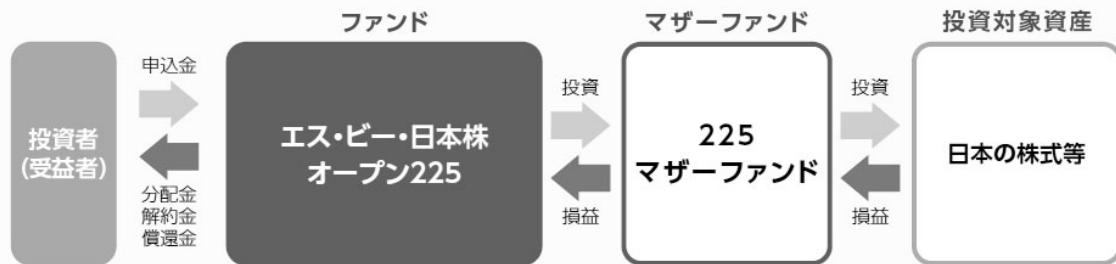 ファンド
マザーファンド
投資対象資産
投資者
(受益者)
申込金
分配金
解約金
償還金
エス・ビー・日本株
オープン225
投資
損益
225
マザーファンド
投資
損益
日本の株式等